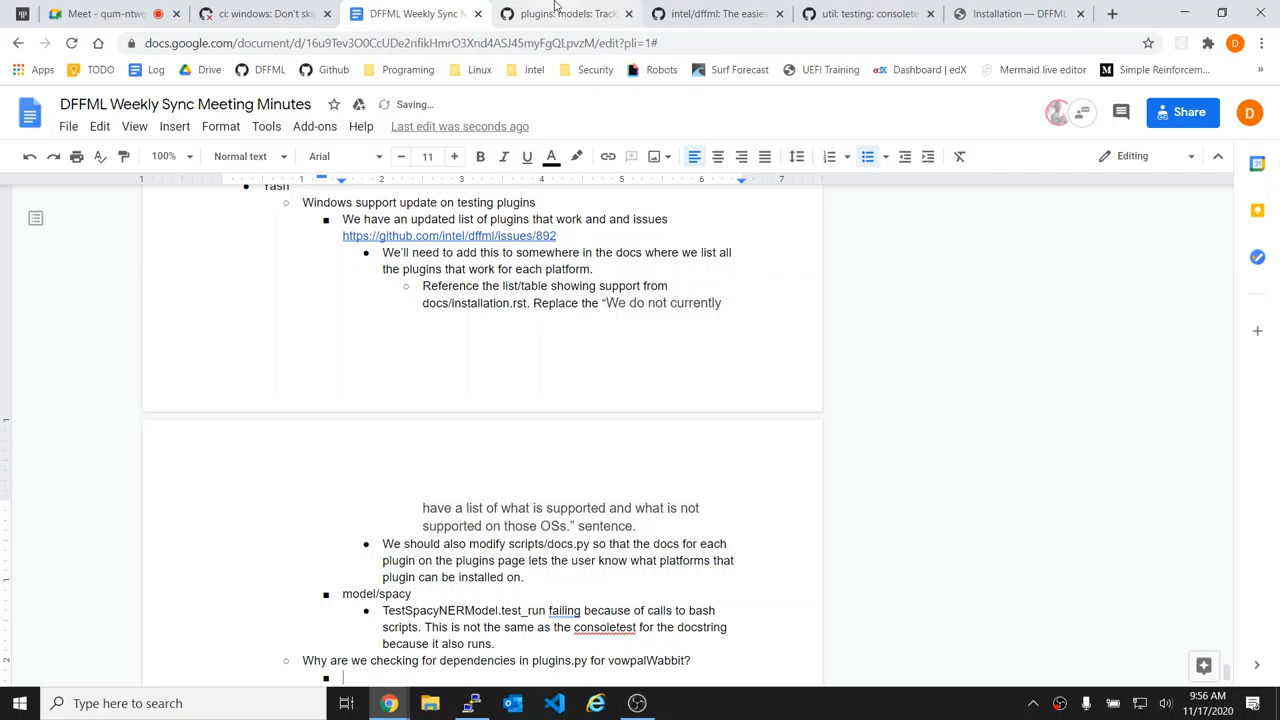 Meet - qum-ntwe
ci: windows: Don't ski
DFFML Weekly Sync M
plugins: models: Track
intel/dffml: The easies
util: testing: consolete
Installation — DFFML
docs.google.com/document/d/16u9Tev3O0CcUDe2nfikHmrO3Xnd4ASJ45myFgQLpvzM/edit?pli=1#
Apps TODO Log Drive DFFML Github Programing Linux Intel Security Robots Surf Forecast UEFI Training Dashboard | edX Mermaid live editor Simple Reinforcem...
DFFML Weekly Sync Meeting Minutes Saving...
File Edit View Insert Format Tools Add-ons Help Last edit was seconds ago
Share
D
100% Normal text Arial 11 Editing
1 1 2 3 4 5 6 7
Yash
Windows support update on testing plugins
We have an updated list of plugins that work and and issues
https://github.com/intel/dffml/issues/892
We'll need to add this to somewhere in the docs where we list all
the plugins that work for each platform.
Reference the list/table showing support from
docs/installation.rst. Replace the “We do not currently
have a list of what is supported and what is not
supported on those OSs.” sentence.
We should also modify scripts/docs.py so that the docs for each
plugin on the plugins page lets the user know what platforms that
plugin can be installed on.
model/spacy
TestSpacyNERModel.test_run failing because of calls to bash
scripts. This is not the same as the consoletest for the docstring
because it also runs.
Why are we checking for dependencies in plugins.py for vowpalWabbit?
Type here to search
9:56 AM
11/17/2020